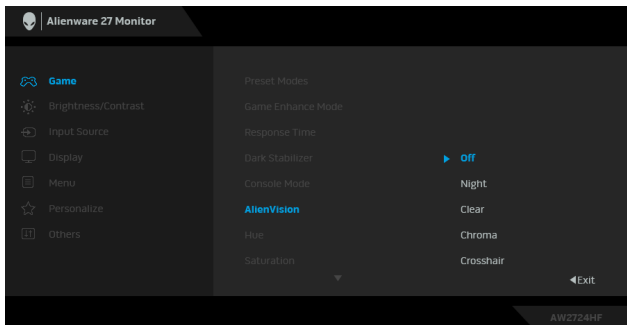 Alienware 27 Monitor
Game
Brightness/Contrast
Input Source
Display
Menu
Personalize
Others
Preset Modes
Game Enhance Mode
Response Time
Dark Stabilizer
Console Mode
AlienVision
Hue
Saturation
Off
Night
Clear
Chroma
Crosshair
Exit
AW2724HF